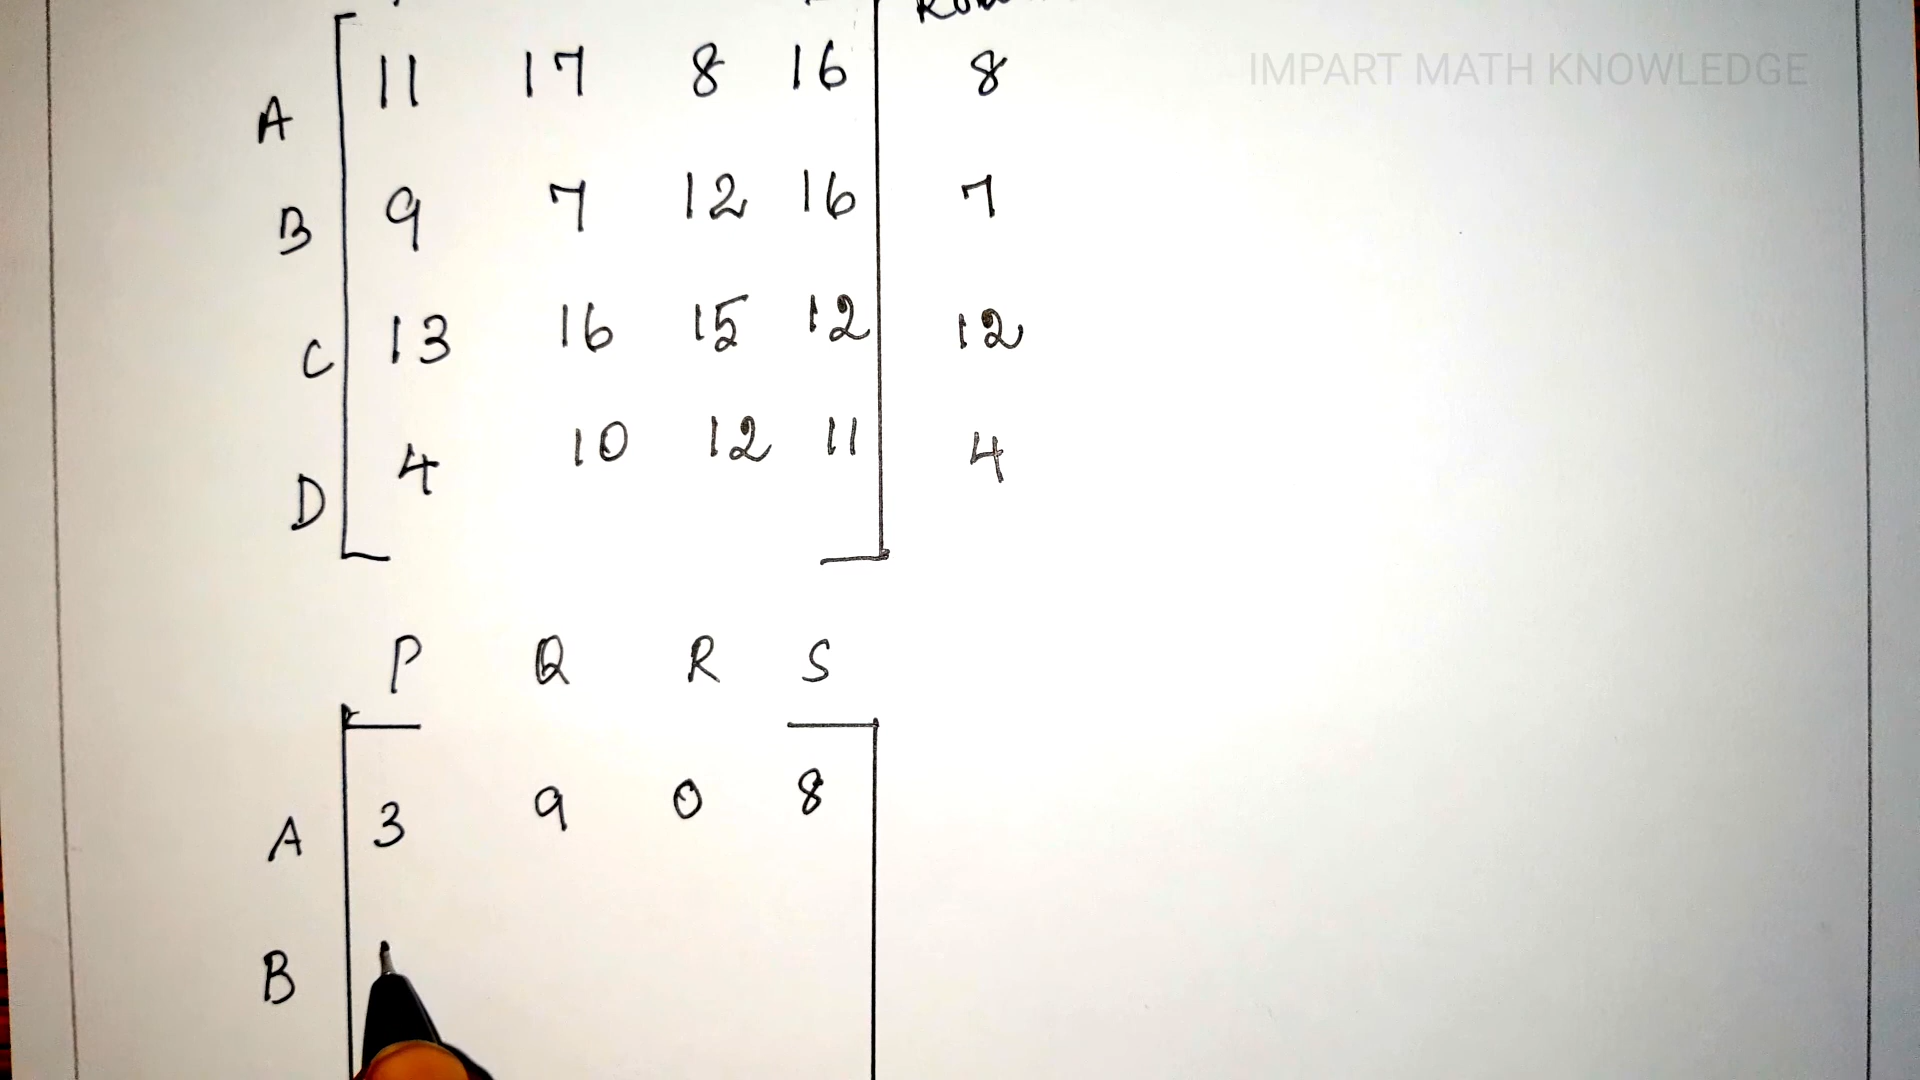 IMPART MATH KNOWLEDGE
A 11 17 8 16 8
B 9 7 12 16 7
C 13 16 15 12 12
D 4 10 12 11 4
P Q R S
A 3 9 0 8
B